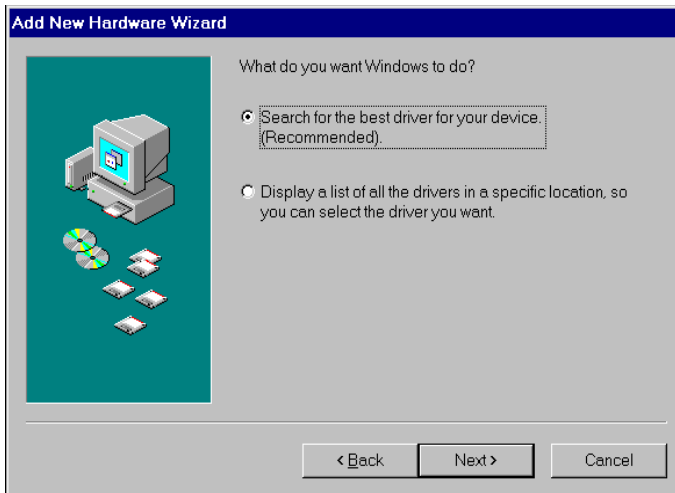 Add New Hardware Wizard
What do you want Windows to do?
Search for the best driver for your device.
(Recommended).
Display a list of all the drivers in a specific location, so
you can select the driver you want.
< Back
Next >
Cancel